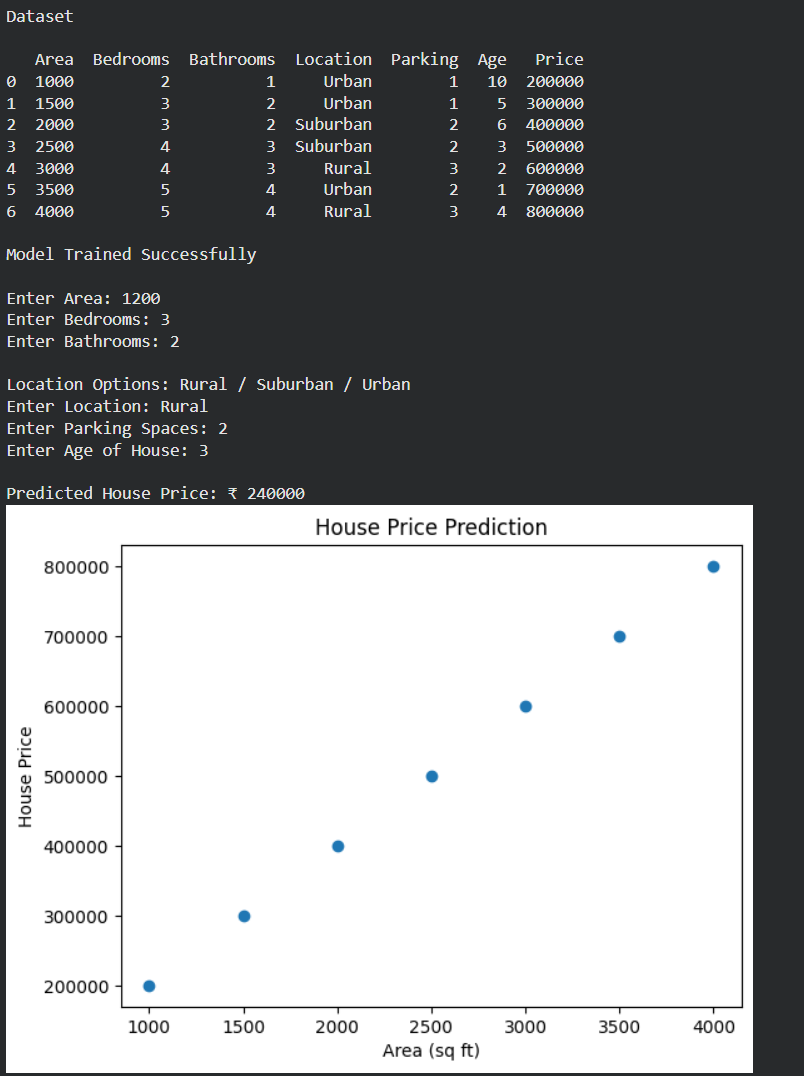 Dataset
Area Bedrooms Bathrooms Location Parking Age Price
0 1000 2 1 Urban 1 10 200000
1 1500 3 2 Urban 1 5 300000
2 2000 3 2 Suburban 2 6 400000
3 2500 4 3 Suburban 2 3 500000
4 3000 4 3 Rural 3 2 600000
5 3500 5 4 Urban 2 1 700000
6 4000 5 4 Rural 3 4 800000
Model Trained Successfully
Enter Area: 1200
Enter Bedrooms: 3
Enter Bathrooms: 2
Location Options: Rural / Suburban / Urban
Enter Location: Rural
Enter Parking Spaces: 2
Enter Age of House: 3
Predicted House Price: ₹ 240000
House Price Prediction
800000
700000
600000
500000
400000
300000
200000
House Price
1000 1500 2000 2500 3000 3500 4000
Area (sq ft)